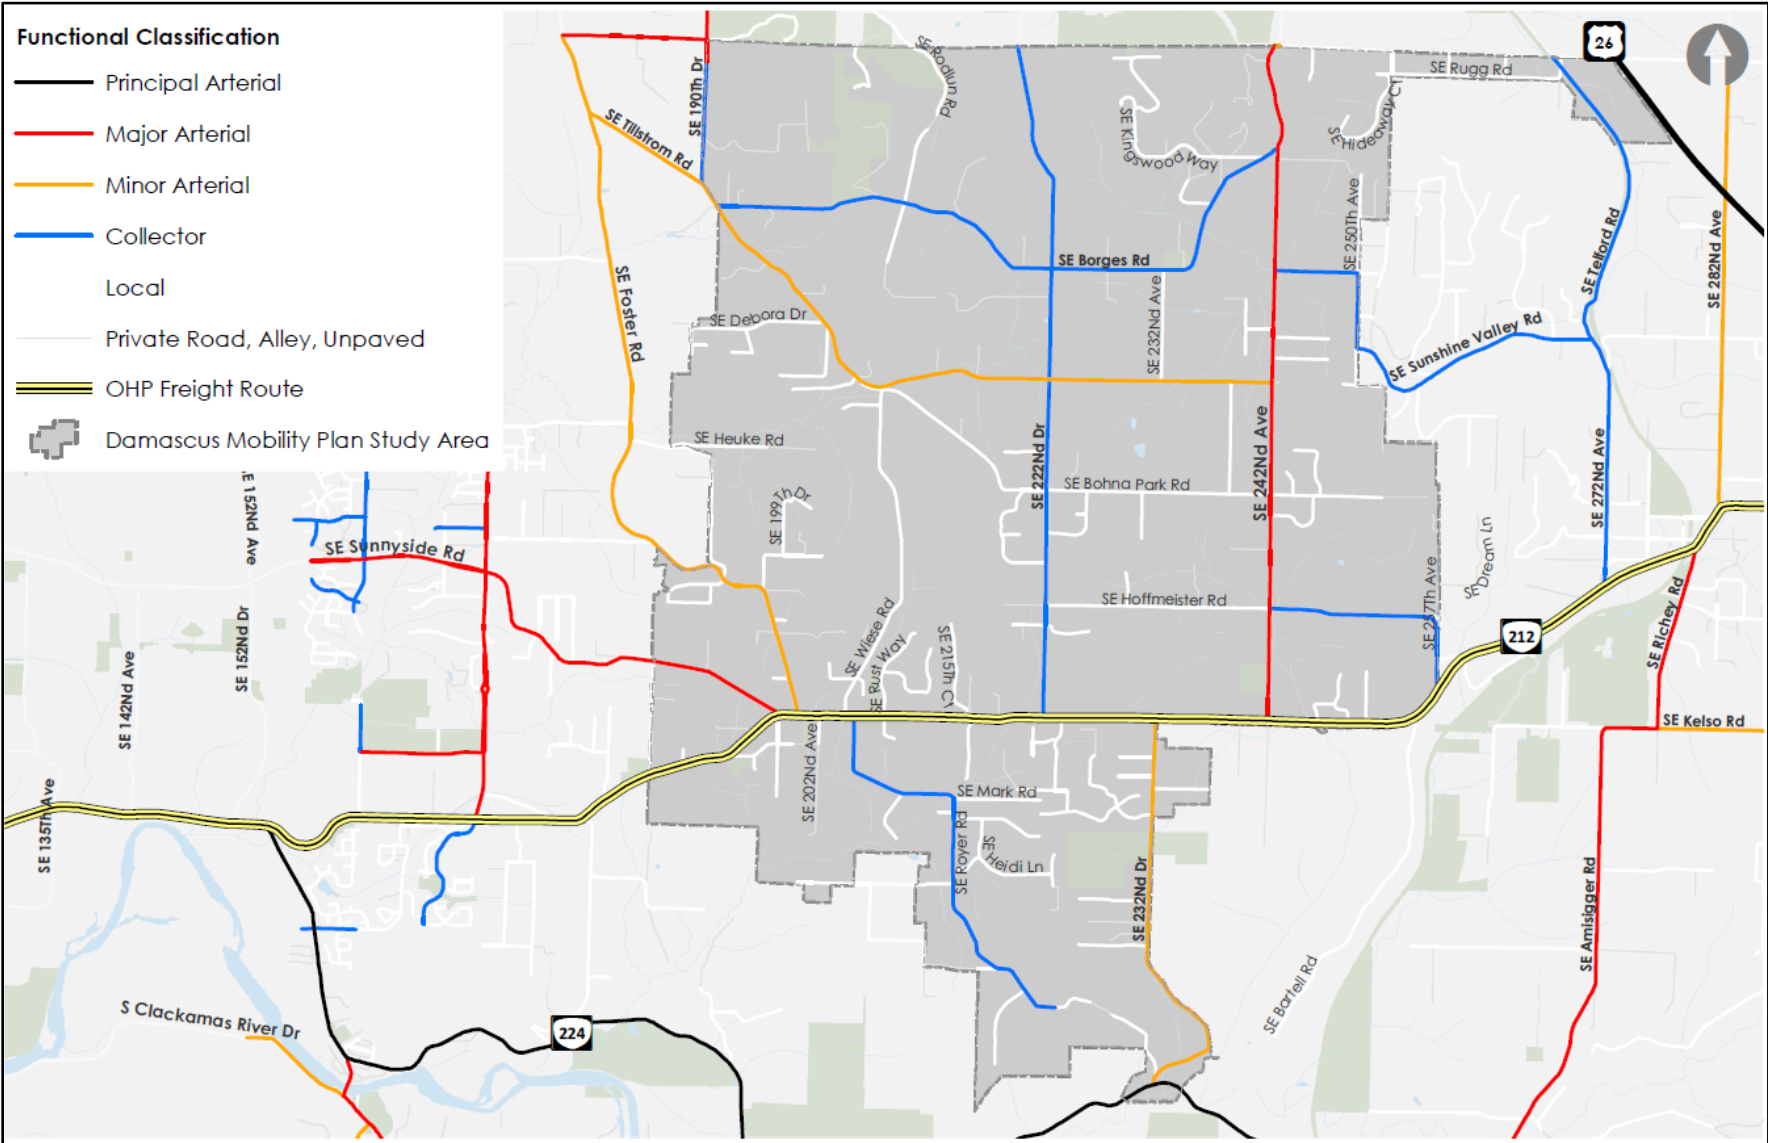 Functional Classification
Principal Arterial
Major Arterial
Minor Arterial
Collector
Local
Private Road, Alley, Unpaved
OHP Freight Route
Damascus Mobility Plan Study Area
26
SE Rodlun Rd
SE Rugg Rd
SE 190Th Dr
SE Tillstrom Rd
SE Kingswood Way
SE Hideaway Ct
SE 250Th Ave
SE Telford Rd
SE 282Nd Ave
SE Foster Rd
SE Borges Rd
SE 232Nd Ave
SE Debora Dr
SE Sunshine Valley Rd
SE Heuke Rd
SE 222Nd Dr
SE 242Nd Ave
SE 272Nd Ave
SE Bohna Park Rd
SE 199Th Dr
SE 152Nd Ave
SE Sunnyside Rd
SE Dream Ln
SE 257Th Ave
SE Hoffmeister Rd
SE Wiese Rd
SE Rust Way
SE 215Th Ct
212
SE Richey Rd
SE 152Nd Dr
SE 142Nd Ave
SE Kelso Rd
SE 202Nd Ave
SE Mark Rd
SE 135Th Ave
SE Royer Rd
SE Heidi Ln
SE 232Nd Dr
SE Amisigger Rd
SE Bartell Rd
S Clackamas River Dr
224